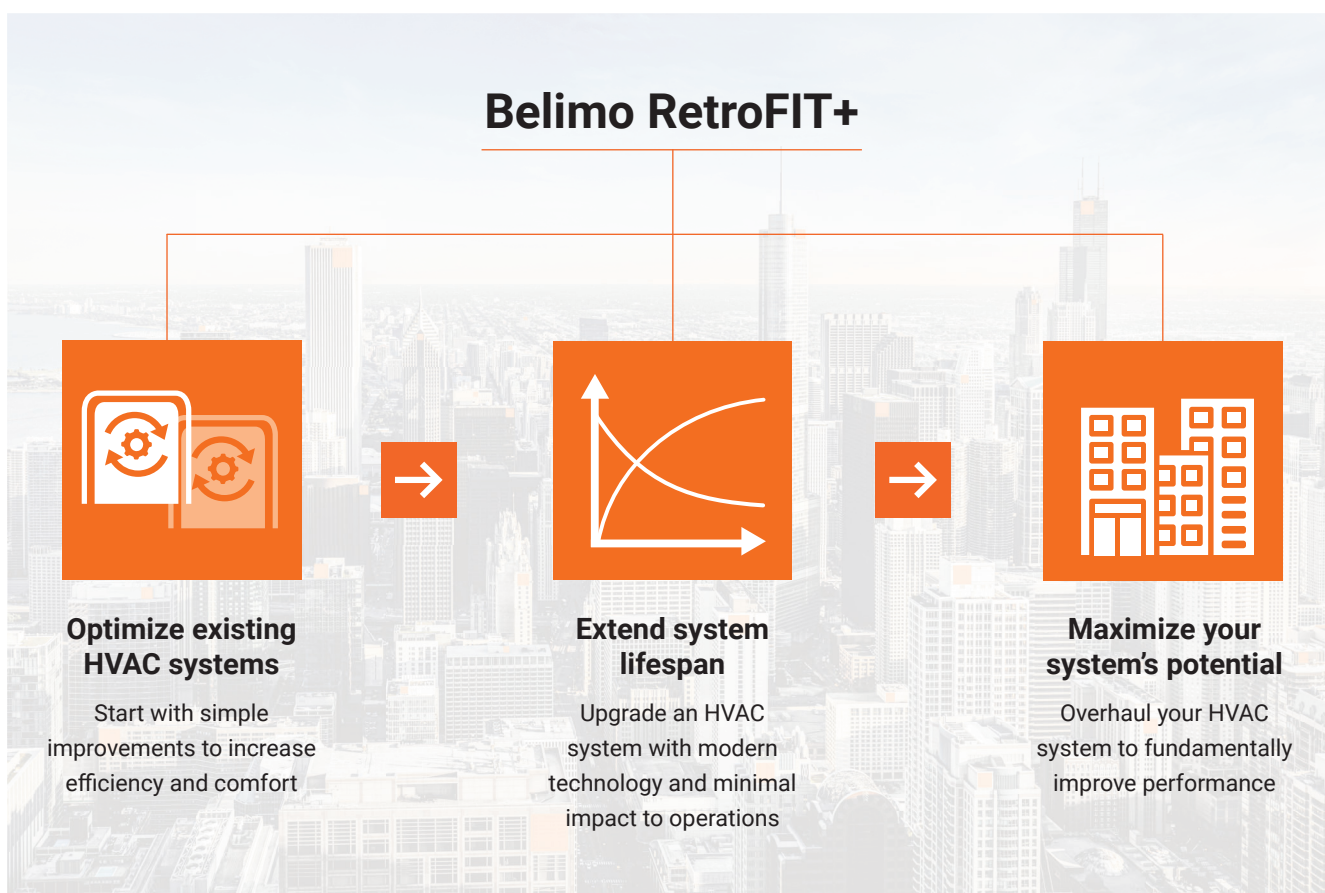 Belimo RetroFIT+
Optimize existing
HVAC systems
Start with simple
improvements to increase
efficiency and comfort
Extend system
lifespan
Upgrade an HVAC
system with modern
technology and minimal
impact to operations
Maximize your
system’s potential
Overhaul your HVAC
system to fundamentally
improve performance